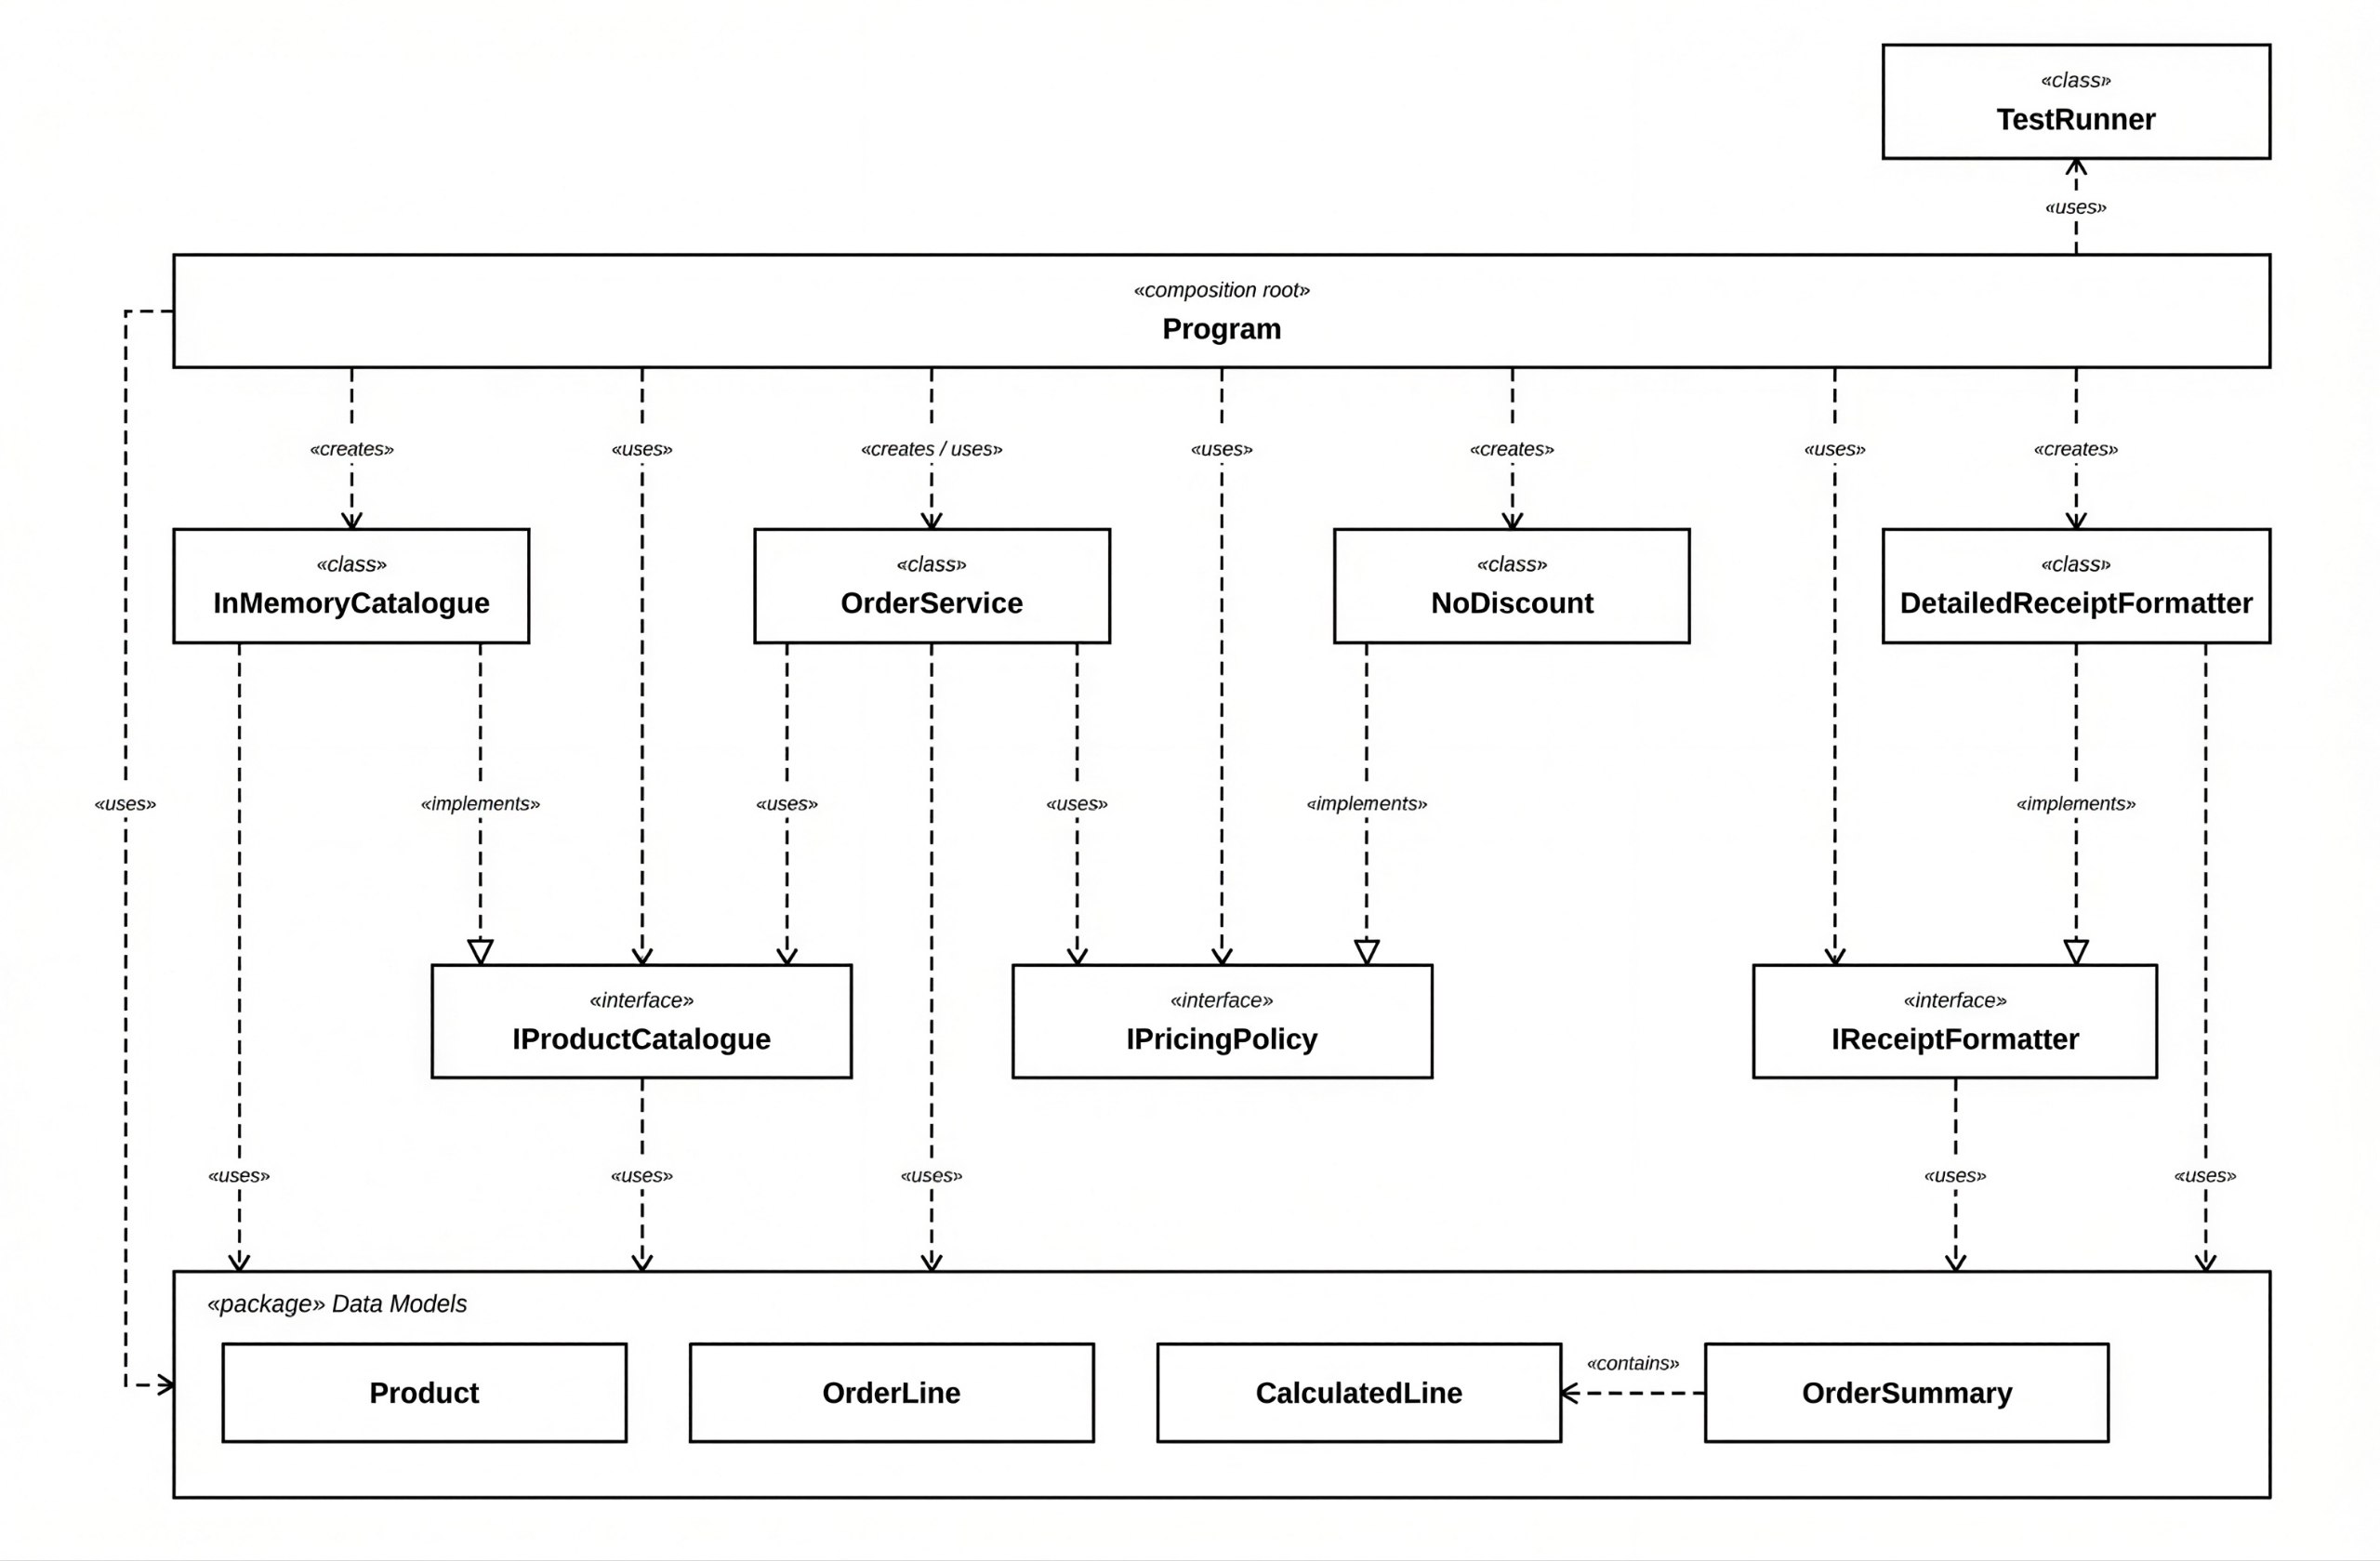 «class»
TestRunner
«uses»
«composition root»
Program
«creates»
«uses»
«creates / uses»
«uses»
«creates»
«uses»
«creates»
«class»
InMemoryCatalogue
«class»
OrderService
«class»
NoDiscount
«class»
DetailedReceiptFormatter
«uses»
«implements»
«uses»
«uses»
«implements»
«implements»
«interface»
IProductCatalogue
«interface»
IPricingPolicy
«interface»
IReceiptFormatter
«uses»
«uses»
«uses»
«uses»
«uses»
«package» Data Models
Product
OrderLine
CalculatedLine
«contains»
OrderSummary